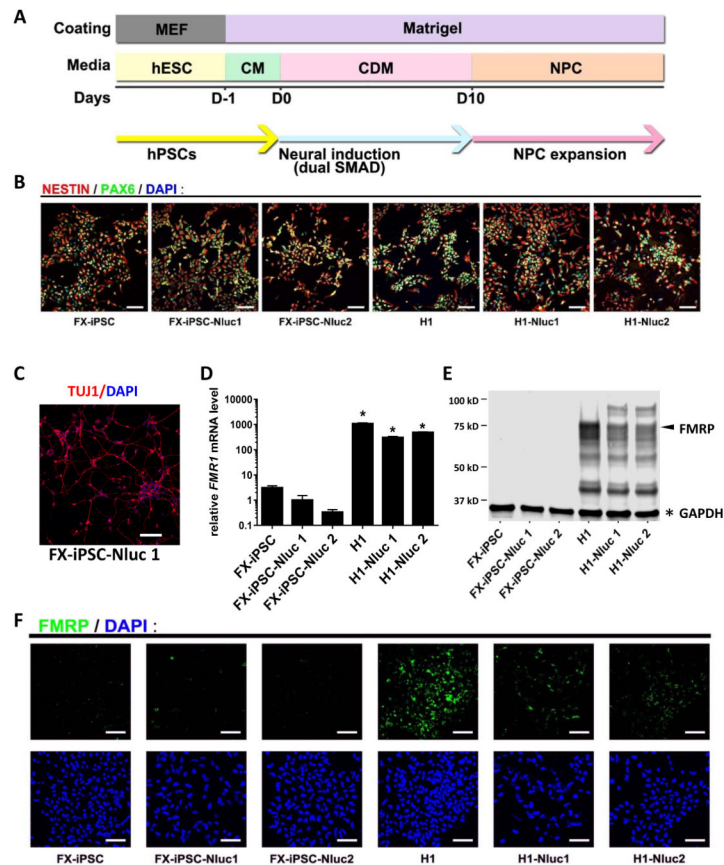 A
Coating MEF Matrigel
Media hESC CM CDM NPC
Days D-1 D0 D10
hPSCs Neural induction (dual SMAD) NPC expansion
B
NESTIN / PAX6 / DAPI :
FX-iPSC FX-iPSC-Nluc1 FX-iPSC-Nluc2 H1 H1-Nluc1 H1-Nluc2
C
TUJ1/DAPI
FX-iPSC-Nluc 1
D
relative FMR1 mRNA level
10000
1000
100
10
1
0.1
* * *
FX-iPSC
FX-iPSC-Nluc 1
FX-iPSC-Nluc 2
H1
H1-Nluc 1
H1-Nluc 2
E
100 kD
75 kD
50 kD
37 kD
FMRP
* GAPDH
FX-iPSC
FX-iPSC-Nluc 1
FX-iPSC-Nluc 2
H1
H1-Nluc 1
H1-Nluc 2
F
FMRP / DAPI :
FX-iPSC FX-iPSC-Nluc1 FX-iPSC-Nluc2 H1 H1-Nluc1 H1-Nluc2